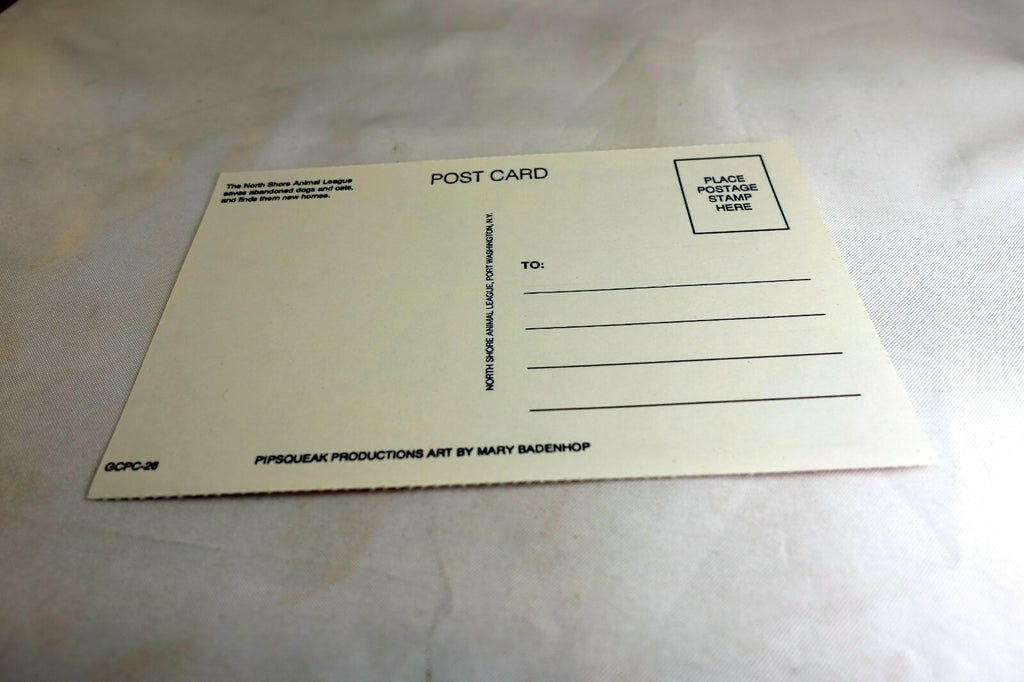 The North Shore Animal League
saves abandoned dogs and cats,
and finds them new homes.
POST CARD
PLACE
POSTAGE
STAMP
HERE
NORTH SHORE ANIMAL LEAGUE, PORT WASHINGTON, N.Y.
TO:
GCPC-26
PIPSQUEAK PRODUCTIONS ART BY MARY BADENHOP